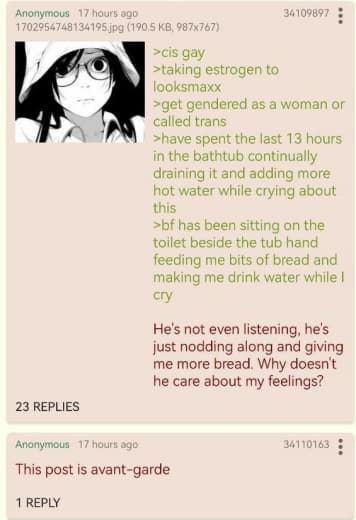 Anonymous 17 hours ago 34109897
1702954748134195.jpg (190.5 KB, 987x767)
>cis gay
>taking estrogen to
looksmaxx
>get gendered as a woman or
called trans
>have spent the last 13 hours
in the bathtub continually
draining it and adding more
hot water while crying about
this
>bf has been sitting on the
toilet beside the tub hand
feeding me bits of bread and
making me drink water while I
cry
He's not even listening, he's
just nodding along and giving
me more bread. Why doesn't
he care about my feelings?
23 REPLIES
Anonymous 17 hours ago 34110163
This post is avant-garde
1 REPLY